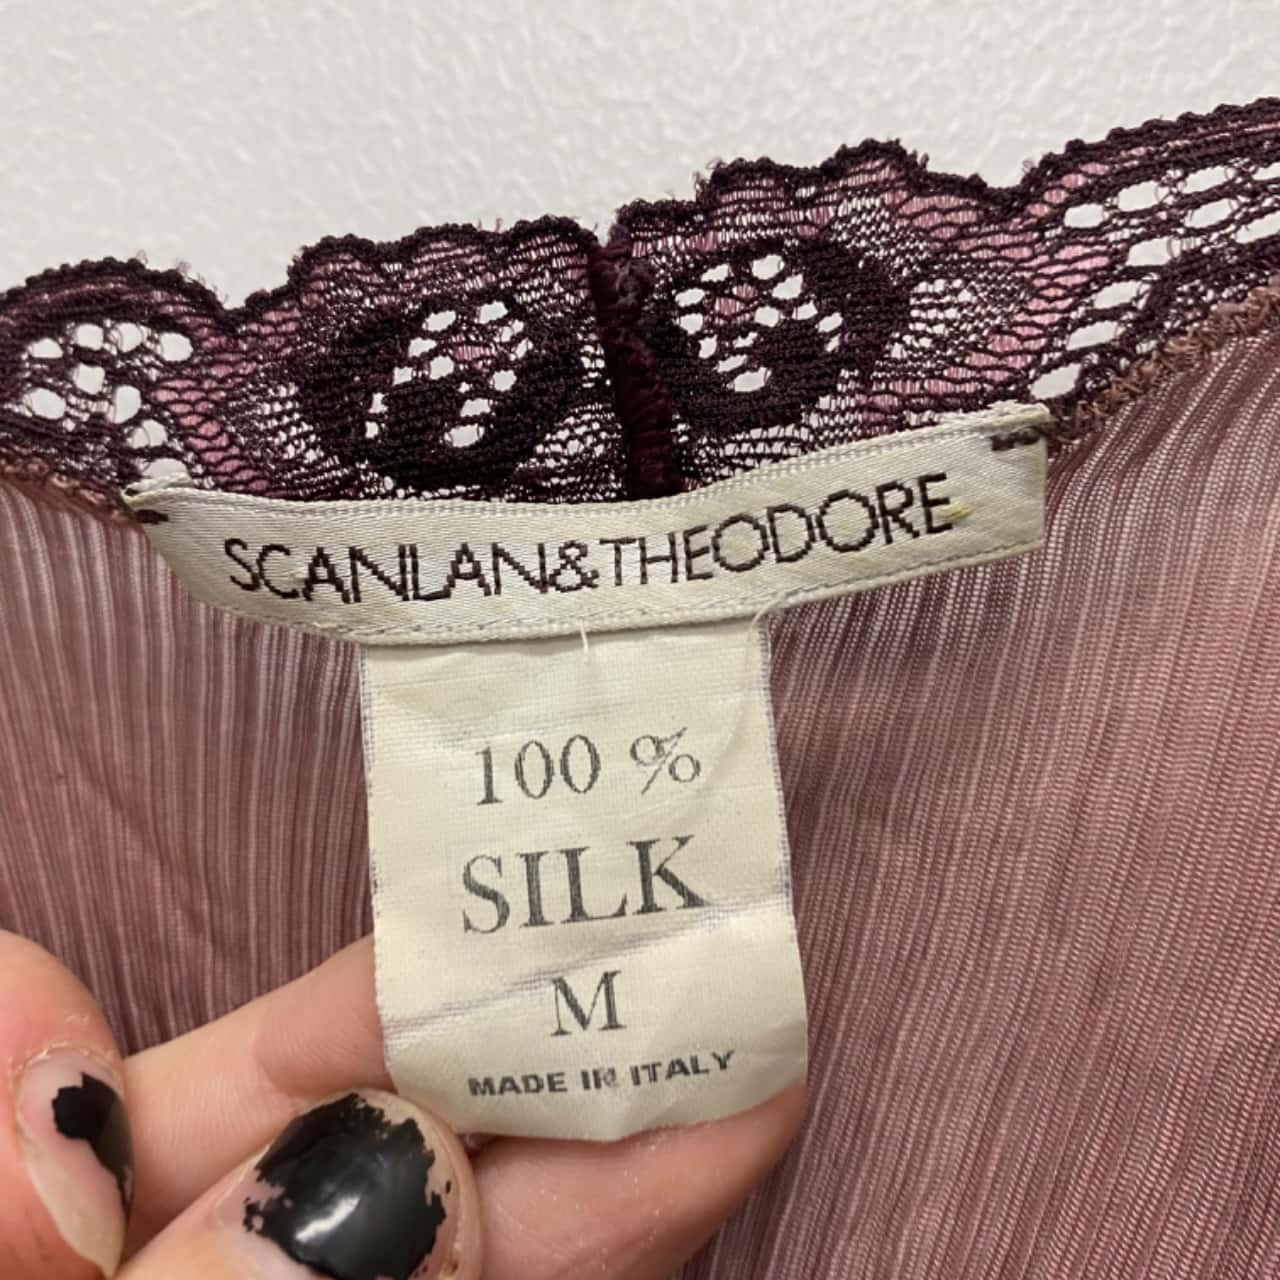 SCANLAN&THEODORE
100 %
SILK
M
MADE IN ITALY